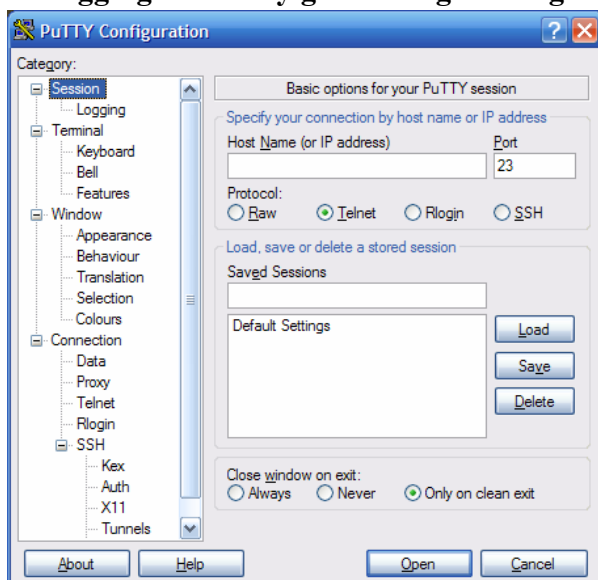 PuTTY Configuration
Category:
Session
Logging
Terminal
Keyboard
Bell
Features
Window
Appearance
Behaviour
Translation
Selection
Colours
Connection
Data
Proxy
Telnet
Rlogin
SSH
Kex
Auth
X11
Tunnels
Basic options for your PuTTY session
Specify your connection by host name or IP address
Host Name (or IP address) Port
23
Protocol:
Raw Telnet Rlogin SSH
Load, save or delete a stored session
Saved Sessions
Default Settings
Load
Save
Delete
Close window on exit:
Always Never Only on clean exit
About Help Open Cancel